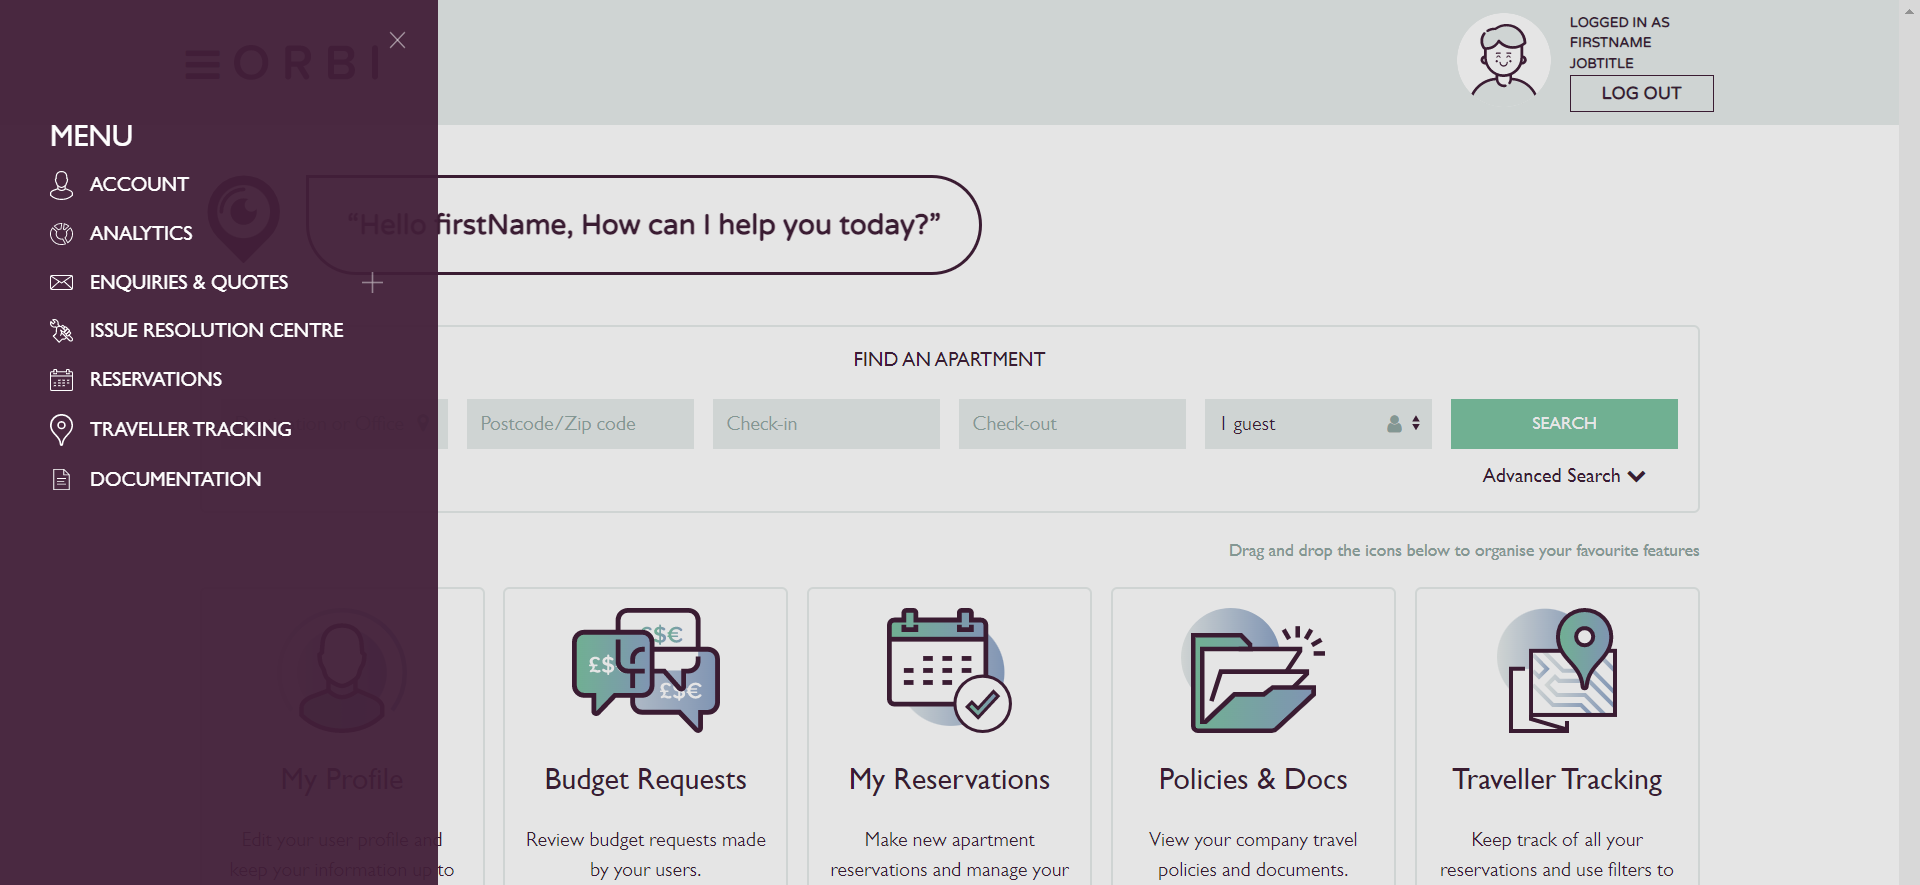 ORBI
MENU
ACCOUNT
ANALYTICS
ENQUIRIES & QUOTES
ISSUE RESOLUTION CENTRE
RESERVATIONS
TRAVELLER TRACKING
DOCUMENTATION
LOGGED IN AS
FIRSTNAME
JOBTITLE
LOG OUT
“Hello firstName, How can I help you today?”
FIND AN APARTMENT
or Office
Postcode/Zip code
Check-in
Check-out
1 guest
SEARCH
Advanced Search
Drag and drop the icons below to organise your favourite features
£$
£$€
£$€
My Profile
Edit your user profile and
keep your information up to
Budget Requests
Review budget requests made
by your users.
My Reservations
Make new apartment
reservations and manage your
Policies & Docs
View your company travel
policies and documents.
Traveller Tracking
Keep track of all your
reservations and use filters to